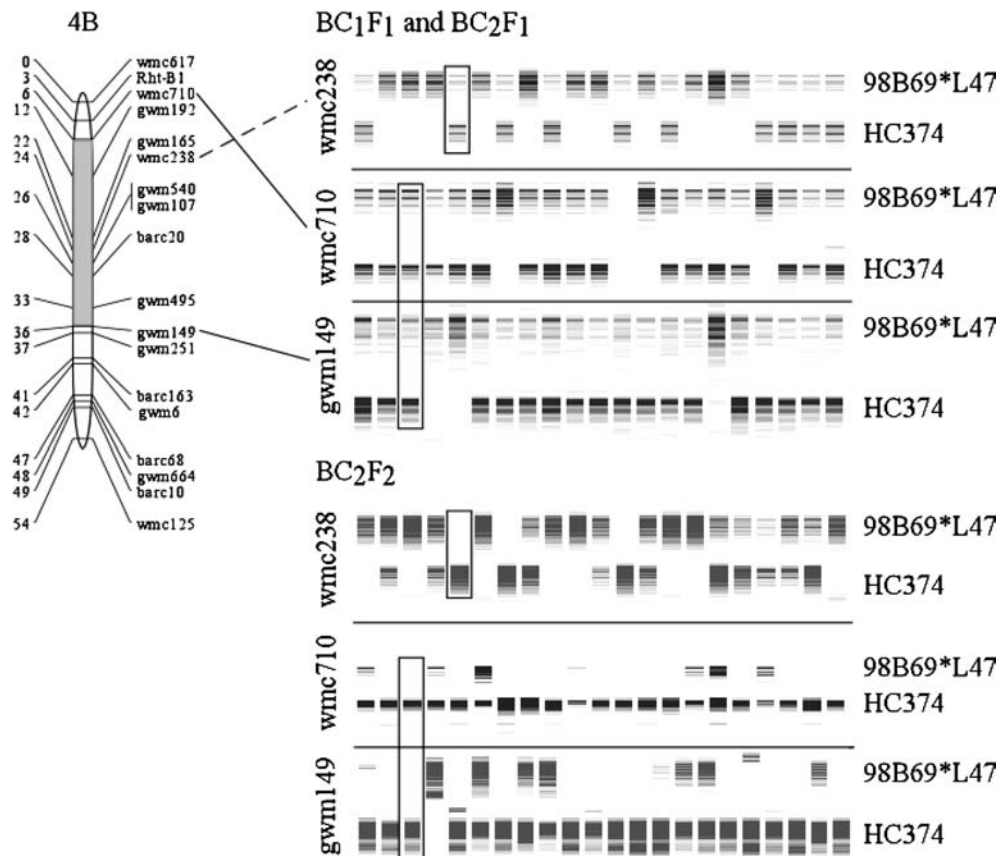 4B
0
3
6
12
22
24
26
28
33
36
37
41
42
47
48
49
54
wmc617
Rht-B1
wmc710
gwm192
gwm165
wmc238
gwm540
gwm107
barc20
gwm495
gwm149
gwm251
barc163
gwm6
barc68
gwm664
barc10
wmc125
BC1F1 and BC2F1
wmc238
98B69*L47
HC374
wmc710
98B69*L47
HC374
gwm149
98B69*L47
HC374
BC2F2
wmc238
98B69*L47
HC374
wmc710
98B69*L47
HC374
gwm149
98B69*L47
HC374